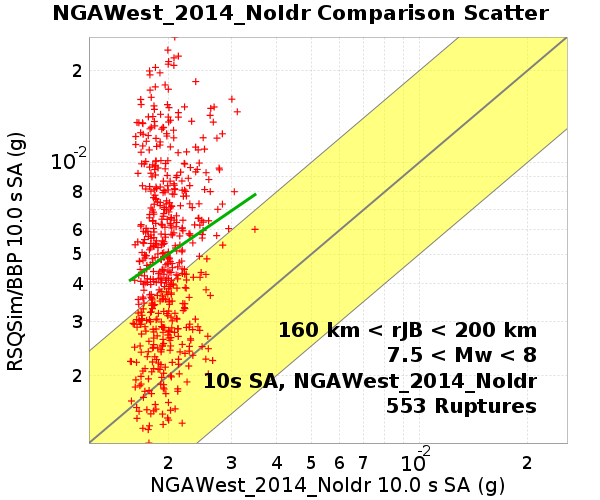 NGAWest_2014_NoIdr Comparison Scatter
RSQSim/BBP 10.0 s SA (g)
2
10-2
8
6
5
4
3
2
160 km < rJB < 200 km
7.5 < Mw < 8
10s SA, NGAWest_2014_NoIdr
553 Ruptures
2 3 4 5 6 7 10-2 2
NGAWest_2014_NoIdr 10.0 s SA (g)